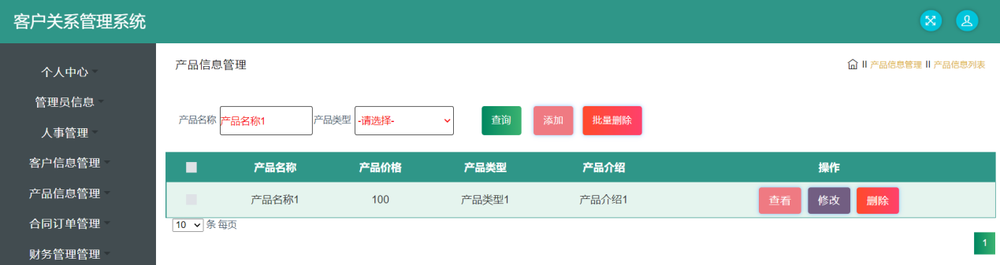 客户关系管理系统
个人中心
管理员信息
人事管理
客户信息管理
产品信息管理
合同订单管理
财务管理管理
产品信息管理
产品信息管理 产品信息列表
产品名称 产品名称1 产品类型 -请选择- 查询 添加 批量删除
产品名称 产品价格 产品类型 产品介绍 操作
产品名称1 100 产品类型1 产品介绍1 查看 修改 删除
10 条 每页
1